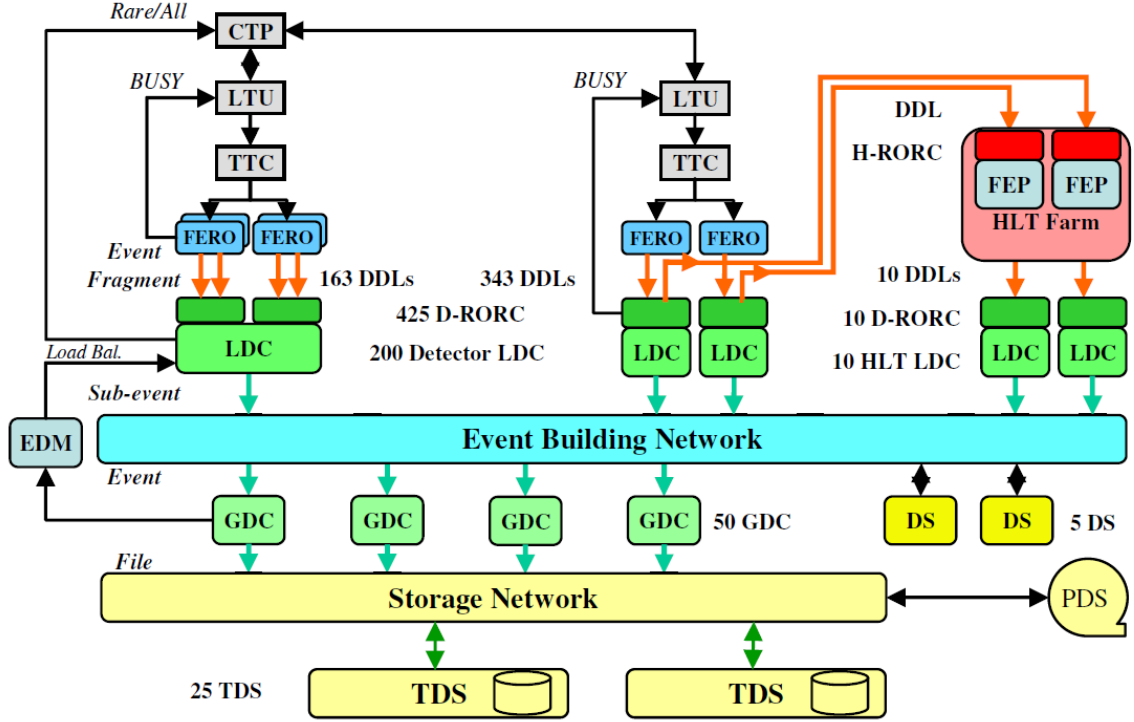 Rare/All
CTP
BUSY
LTU
TTC
FERO
FERO
Event
Fragment
163 DDLs
BUSY
LTU
TTC
FERO
FERO
343 DDLs
425 D-RORC
200 Detector LDC
DDL
H-RORC
FEP
FEP
HLT Farm
10 DDLs
10 D-RORC
10 HLT LDC
LDC
LDC
LDC
LDC
LDC
Load Bal.
Sub-event
EDM
Event Building Network
Event
GDC
GDC
GDC
GDC
50 GDC
DS
DS
5 DS
File
Storage Network
PDS
25 TDS
TDS
TDS